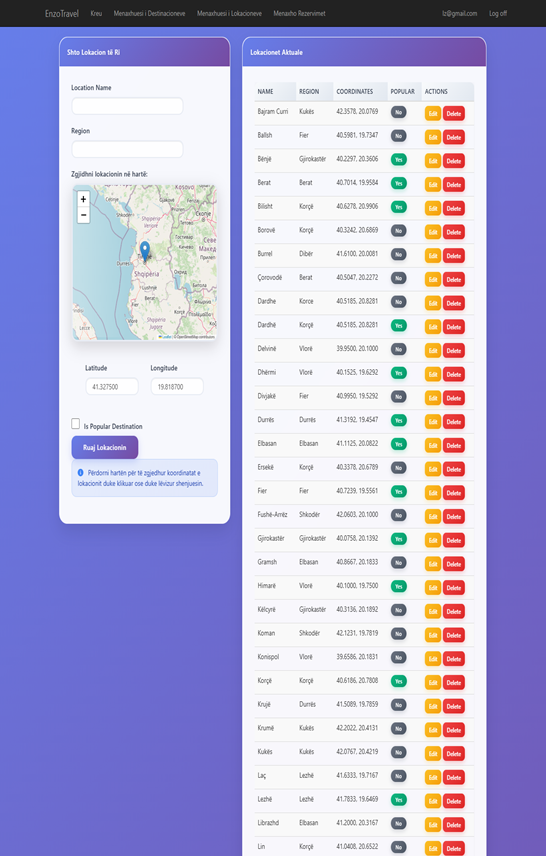 EnzoTravel Kreu Menaxhuesi i Destinacioneve Menaxhuesi i Lokacioneve Menaxho Rezervimet lz@gmail.com Log off
Shto Lokacion të Ri
Location Name
Region
Zgjidhni lokacionin në hartë:
+
−
Kosovo
Shkodër
Durrës
Fier
Berat
Korçë
Vlorë
Gjirokastër
Lecce
Leaflet | © OpenStreetMap contributors
Latitude Longitude
41.327500 19.818700
Is Popular Destination
Ruaj Lokacionin
Përdorni hartën për të zgjedhur koordinatat e
lokacionit duke klikuar ose duke lëvizur shenjuesin.
Lokacionet Aktuale
NAME REGION COORDINATES POPULAR ACTIONS
Bajram Curri Kukës 42.3578, 20.0769 No Edit Delete
Ballsh Fier 40.5981, 19.7347 No Edit Delete
Bënjë Gjirokastër 40.2297, 20.3606 Yes Edit Delete
Berat Berat 40.7014, 19.9584 Yes Edit Delete
Bilisht Korçë 40.6278, 20.9906 Yes Edit Delete
Borovë Korçë 40.3242, 20.6869 No Edit Delete
Burrel Dibër 41.6100, 20.0081 No Edit Delete
Çorovodë Berat 40.5047, 20.2272 No Edit Delete
Dardhe Korce 40.5185, 20.8281 No Edit Delete
Dardhë Korçë 40.5185, 20.8281 Yes Edit Delete
Delvinë Vlorë 39.9500, 20.1000 No Edit Delete
Dhërmi Vlorë 40.1525, 19.6292 Yes Edit Delete
Divjakë Fier 40.9950, 19.5292 No Edit Delete
Durrës Durrës 41.3192, 19.4547 Yes Edit Delete
Elbasan Elbasan 41.1125, 20.0822 Yes Edit Delete
Ersekë Korçë 40.3378, 20.6789 No Edit Delete
Fier Fier 40.7239, 19.5561 Yes Edit Delete
Fushë-Arrëz Shkodër 42.0603, 20.1000 No Edit Delete
Gjirokastër Gjirokastër 40.0758, 20.1392 Yes Edit Delete
Gramsh Elbasan 40.8667, 20.1833 No Edit Delete
Himarë Vlorë 40.1000, 19.7500 Yes Edit Delete
Këlcyrë Gjirokastër 40.3136, 20.1892 No Edit Delete
Koman Shkodër 42.1231, 19.7819 No Edit Delete
Konispol Vlorë 39.6586, 20.1831 No Edit Delete
Korçë Korçë 40.6186, 20.7808 Yes Edit Delete
Krujë Durrës 41.5089, 19.7859 No Edit Delete
Krumë Kukës 42.2022, 20.4131 No Edit Delete
Kukës Kukës 42.0767, 20.4219 No Edit Delete
Laç Lezhë 41.6333, 19.7167 No Edit Delete
Lezhë Lezhë 41.7833, 19.6469 Yes Edit Delete
Librazhd Elbasan 41.2000, 20.3167 No Edit Delete
Lin Korçë 41.0408, 20.6522 No Edit Delete